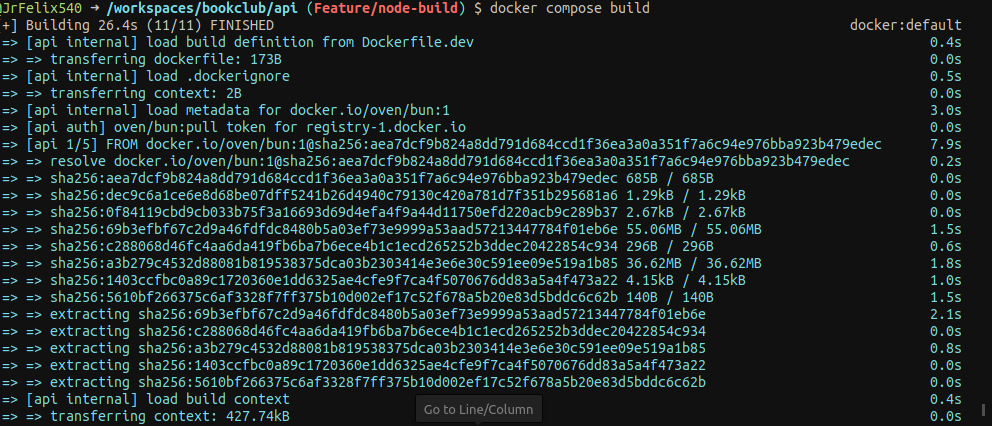 @JrFelix540 → /workspaces/bookclub/api (Feature/node-build) $ docker compose build
[+] Building 26.4s (11/11) FINISHED docker:default
=> [api internal] load build definition from Dockerfile.dev 0.4s
=> => transferring dockerfile: 173B 0.0s
=> [api internal] load .dockerignore 0.5s
=> => transferring context: 2B 0.0s
=> [api internal] load metadata for docker.io/oven/bun:1 3.0s
=> [api auth] oven/bun:pull token for registry-1.docker.io 0.0s
=> [api 1/5] FROM docker.io/oven/bun:1@sha256:aea7dcf9b824a8dd791d684ccd1f36ea3a0a351f7a6c94e976bba923b479edec 7.9s
=> => resolve docker.io/oven/bun:1@sha256:aea7dcf9b824a8dd791d684ccd1f36ea3a0a351f7a6c94e976bba923b479edec 0.2s
=> => sha256:aea7dcf9b824a8dd791d684ccd1f36ea3a0a351f7a6c94e976bba923b479edec 685B / 685B 0.0s
=> => sha256:dec9c6a1ce6e8d68be07dff5241b26d4940c79130c420a781d7f351b295681a6 1.29kB / 1.29kB 0.0s
=> => sha256:0f84119cbd9cb033b75f3a16693d69d4efa4f9a44d11750efd220acb9c289b37 2.67kB / 2.67kB 0.0s
=> => sha256:69b3efbf67c2d9a46fdfdc8480b5a03ef73e9999a53aad57213447784f01eb6e 55.06MB / 55.06MB 1.5s
=> => sha256:c288068d46fc4aa6da419fb6ba7b6ece4b1c1ecd265252b3ddec20422854c934 296B / 296B 0.6s
=> => sha256:a3b279c4532d88081b819538375dca03b2303414e3e6e30c591ee09e519a1b85 36.62MB / 36.62MB 1.8s
=> => sha256:1403ccfbc0a89c1720360e1dd6325ae4cfe9f7ca4f5070676dd83a5a4f473a22 4.15kB / 4.15kB 1.0s
=> => sha256:5610bf266375c6af3328f7ff375b10d002ef17c52f678a5b20e83d5bddc6c62b 140B / 140B 1.5s
=> => extracting sha256:69b3efbf67c2d9a46fdfdc8480b5a03ef73e9999a53aad57213447784f01eb6e 2.1s
=> => extracting sha256:c288068d46fc4aa6da419fb6ba7b6ece4b1c1ecd265252b3ddec20422854c934 0.0s
=> => extracting sha256:a3b279c4532d88081b819538375dca03b2303414e3e6e30c591ee09e519a1b85 0.8s
=> => extracting sha256:1403ccfbc0a89c1720360e1dd6325ae4cfe9f7ca4f5070676dd83a5a4f473a22 0.0s
=> => extracting sha256:5610bf266375c6af3328f7ff375b10d002ef17c52f678a5b20e83d5bddc6c62b 0.0s
=> [api internal] load build context 0.4s
=> => transferring context: 427.74kB 0.0s
Go to Line/Column